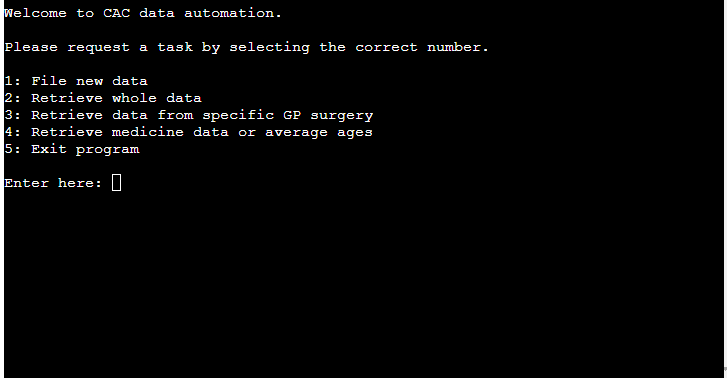 Welcome to CAC data automation.
Please request a task by selecting the correct number.
1: File new data
2: Retrieve whole data
3: Retrieve data from specific GP surgery
4: Retrieve medicine data or average ages
5: Exit program
Enter here: